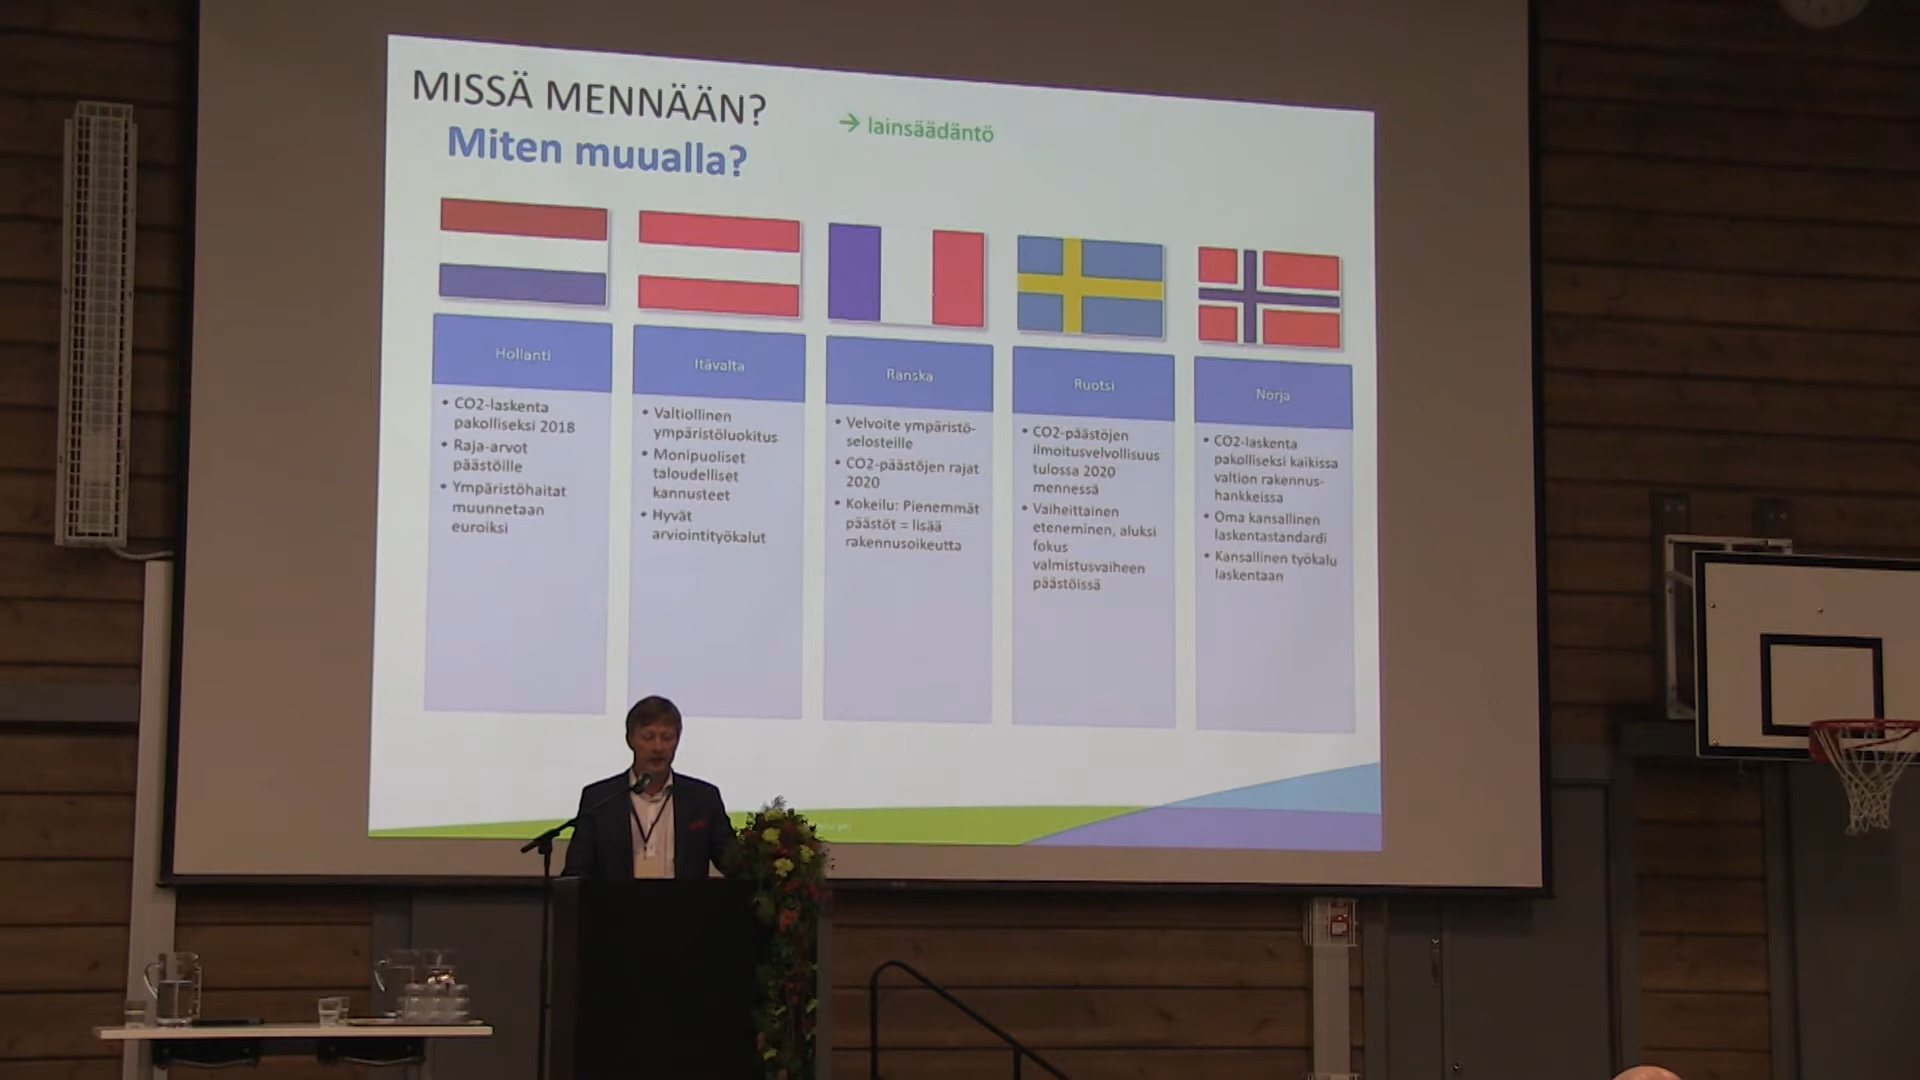 MISSÄ MENNÄÄN?
Miten muualla?
→ lainsäädäntö
Hollanti
• CO2-laskenta
pakolliseksi 2018
• Raja-arvot
päästöille
• Ympäristöhaitat
muunnetaan
euroiksi
Itävalta
• Valtiollinen
ympäristöluokitus
• Monipuoliset
taloudelliset
kannusteet
• Hyvät
arviointityökalut
Ranska
• Velvoite ympäristö-
selosteille
• CO2-päästöjen rajat
2020
• Kokeilu: Pienemmät
päästöt = lisää
rakennusoikeutta
Ruotsi
• CO2-päästöjen
ilmoitusvelvollisuus
tulossa 2020
mennessä
• Vaiheittainen
eteneminen, aluksi
fokus
valmistusvaiheen
päästöissä
Norja
• CO2-laskenta
pakolliseksi kaikissa
valtion rakennus-
hankkeissa
• Oma kansallinen
laskentastandardi
• Kansallinen työkalu
laskentaan